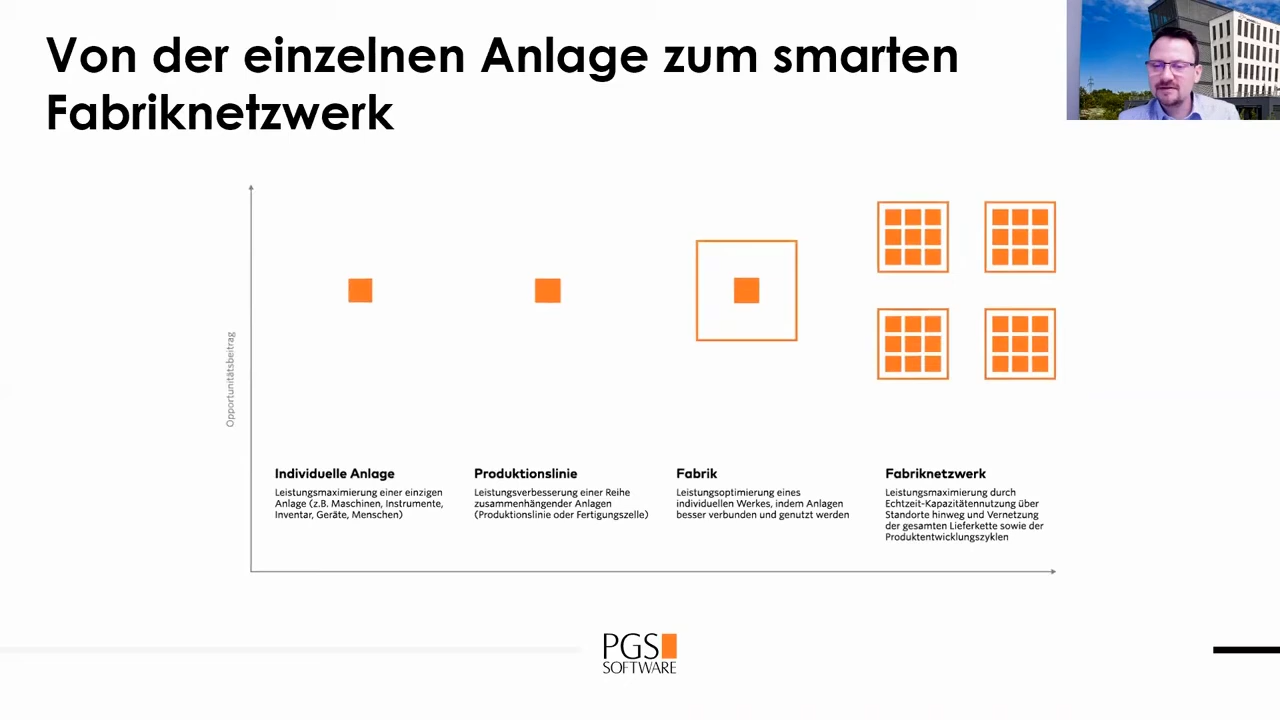 Von der einzelnen Anlage zum smarten
Fabriknetzwerk
Opportunitätsbeitrag
Individuelle Anlage
Leistungsmaximierung einer einzigen
Anlage (z.B. Maschinen, Instrumente,
Inventar, Geräte, Menschen)
Produktionslinie
Leistungsverbesserung einer Reihe
zusammenhängender Anlagen
(Produktionslinie oder Fertigungszelle)
Fabrik
Leistungsoptimierung eines
individuellen Werkes, indem Anlagen
besser verbunden und genutzt werden
Fabriknetzwerk
Leistungsmaximierung durch
Echtzeit-Kapazitätennutzung über
Standorte hinweg und Vernetzung
der gesamten Lieferkette sowie der
Produktentwicklungszyklen
PGS
SOFTWARE